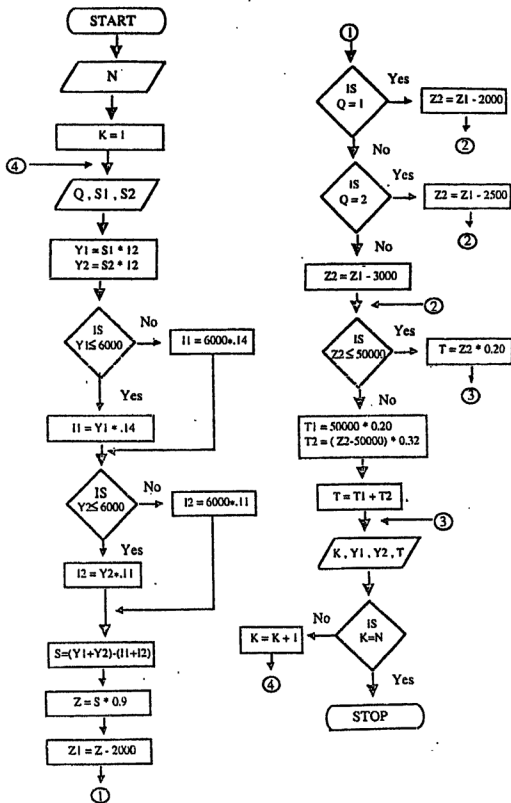 START
N
K = 1
④
Q , S1 , S2
Y1 = S1 * 12
Y2 = S2 * 12
IS
Y1≤6000
No
I1 = 6000*.14
Yes
I1 = Y1 * .14
IS
Y2≤6000
No
I2 = 6000*.11
Yes
I2 = Y2*.11
S=(Y1+Y2)-(I1+I2)
Z = S * 0.9
Z1 = Z - 2000
①
①
IS
Q = 1
Yes
Z2 = Z1 - 2000
②
No
IS
Q = 2
Yes
Z2 = Z1 - 2500
②
No
Z2 = Z1 - 3000
②
IS
Z2≤50000
Yes
T = Z2 * 0.20
③
No
T1 = 50000 * 0.20
T2 = ( Z2-50000) * 0.32
T = T1 + T2
③
K , Y1 , Y2 , T
IS
K=N
No
K = K + 1
④
Yes
STOP